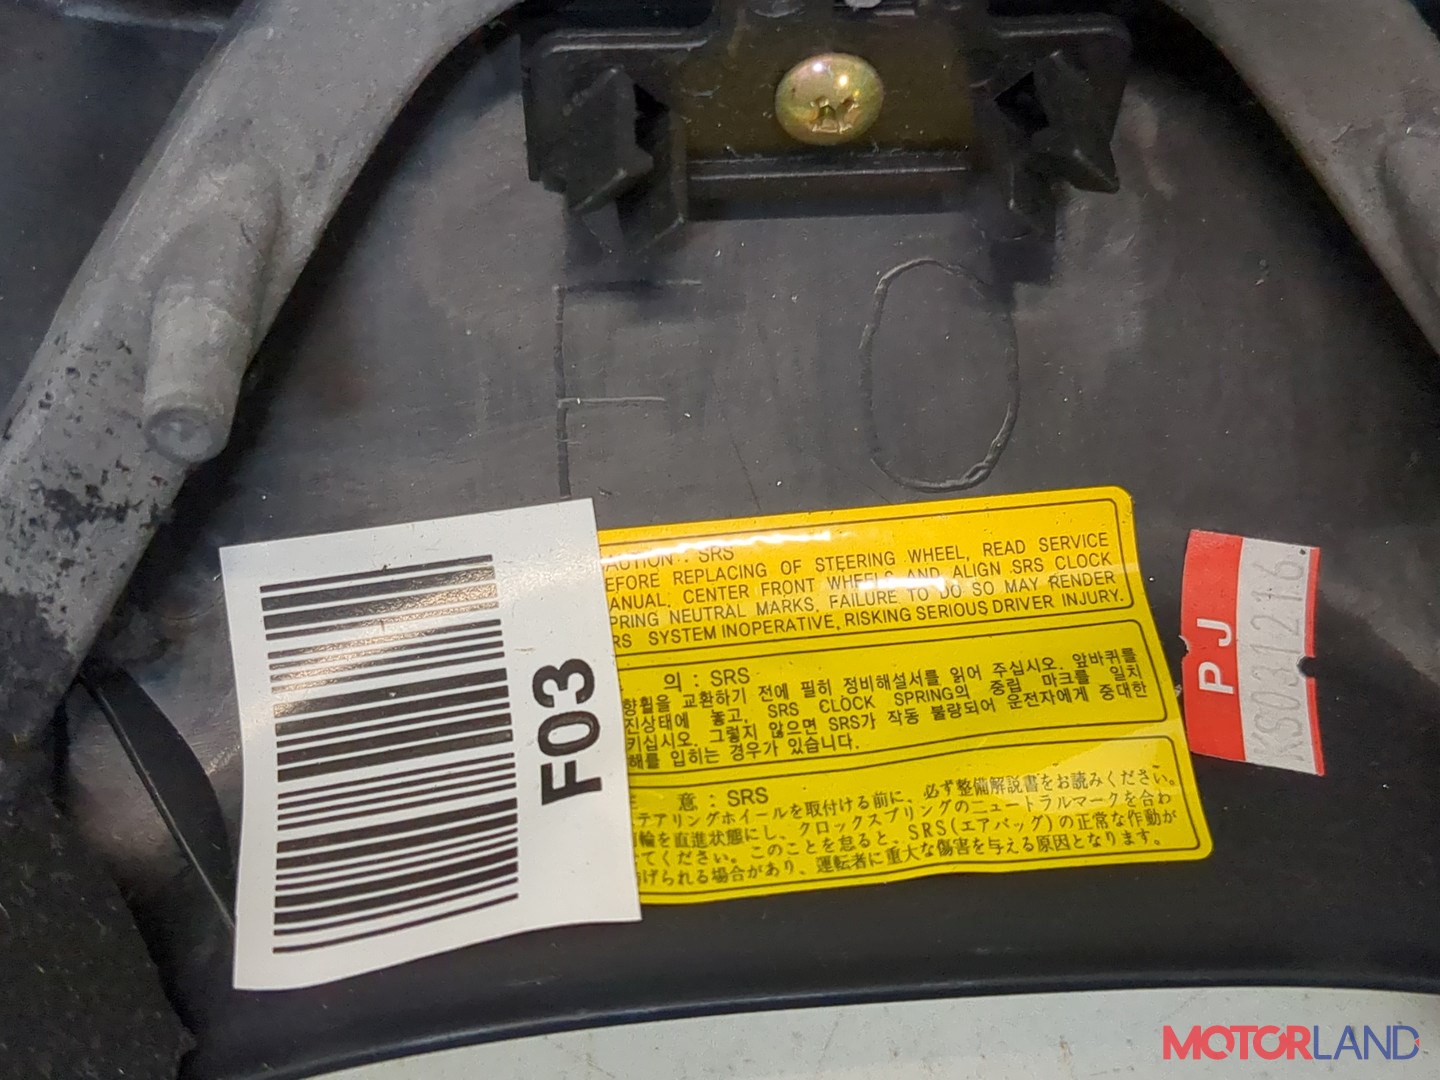 FO
AUTION : SRS
EFORE REPLACING OF STEERING WHEEL, READ SERVICE
ANUAL. CENTER FRONT WHEELS AND ALIGN SRS CLOCK
PRING NEUTRAL MARKS. FAILURE TO DO SO MAY RENDER
RS SYSTEM INOPERATIVE, RISKING SERIOUS DRIVER INJURY.
의 : SRS
향휠을 교환하기 전에 필히 정비해설서를 읽어 주십시오. 앞바퀴를
진상태에 놓고, SRS CLOCK SPRING의 중립 마크를 일치
키십시오. 그렇지 않으면 SRS가 작동 불량되어 운전자에게 중대한
해를 입히는 경우가 있습니다.
意 : SRS
テアリングホイールを取付ける前に、必ず整備解説書をお読みください。
輪を直進状態にし、クロックスプリングのニュートラルマークを合わ
てください。このことを怠ると、SRS(エアバッグ)の正常な作動が
げられる場合があり、運転者に重大な傷害を与える原因となります。
F03
PJ
KS031216.
MOTORLAND